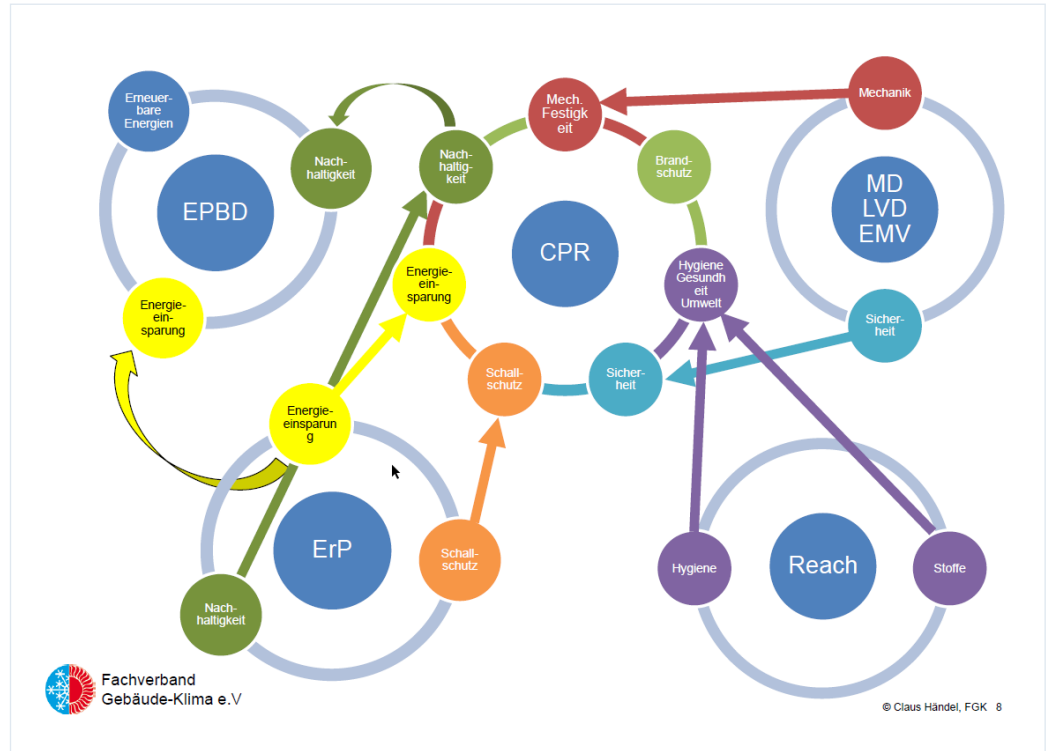 Erneuer-
bare
Energien
Nach-
haltigkeit
EPBD
Energie-
ein-
sparung
Nach-
haltig-
keit
Mech.
Festigk
eit
Brand-
schutz
CPR
Energie-
ein-
sparung
Hygiene
Gesundh
eit
Umwelt
Schall-
schutz
Sicher-
heit
Mechanik
MD
LVD
EMV
Sicher-
heit
Energie-
einsparun
g
ErP
Schall-
schutz
Nach-
haltigkeit
Hygiene
Reach
Stoffe
Fachverband
Gebäude-Klima e.V
© Claus Händel, FGK 8